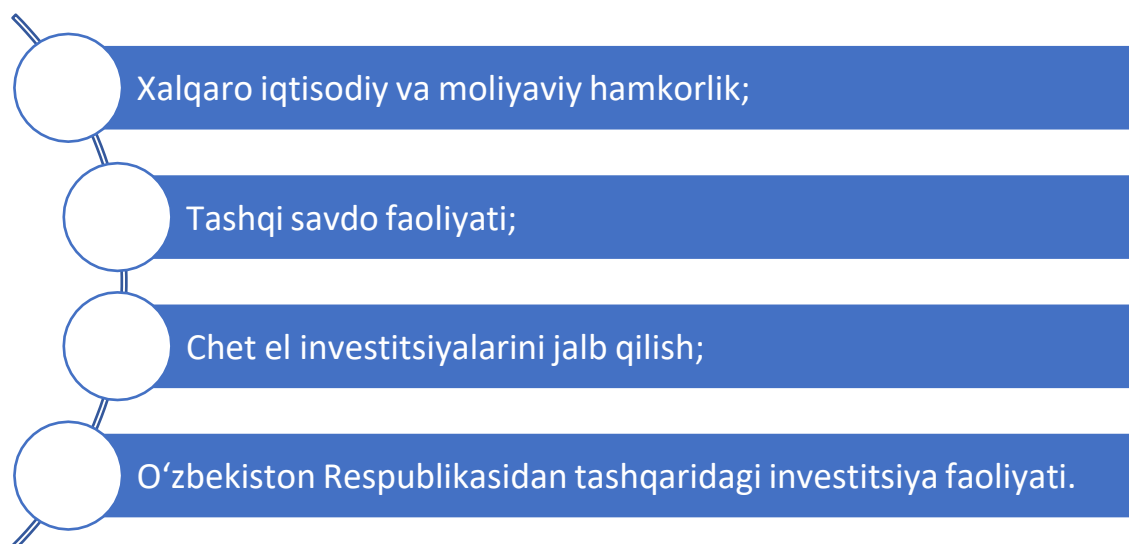 Xalqaro iqtisodiy va moliyaviy hamkorlik;
Tashqi savdo faoliyati;
Chet el investitsiyalarini jalb qilish;
O‘zbekiston Respublikasidan tashqaridagi investitsiya faoliyati.